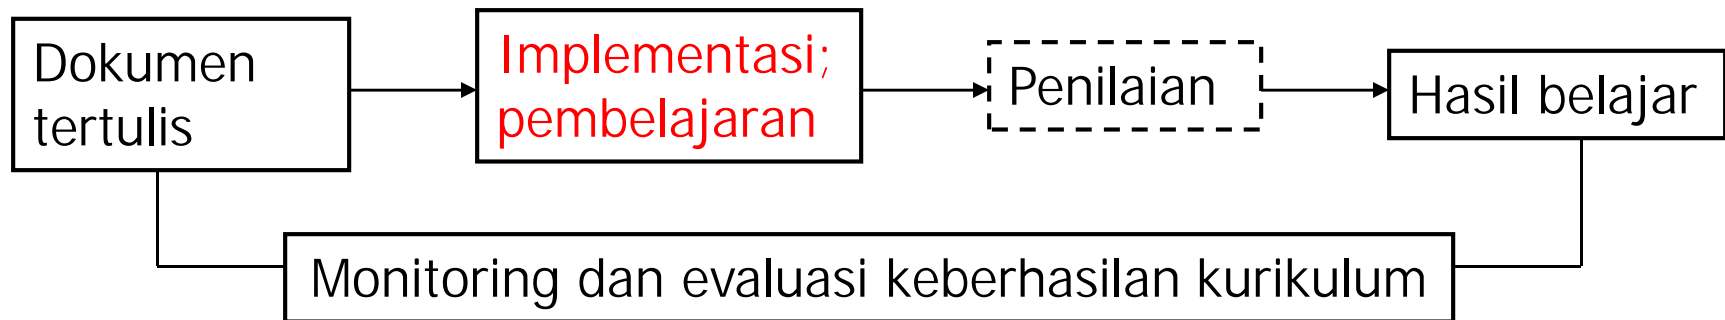 Dokumen
tertulis
Implementasi;
pembelajaran
Penilaian
Hasil belajar
Monitoring dan evaluasi keberhasilan kurikulum